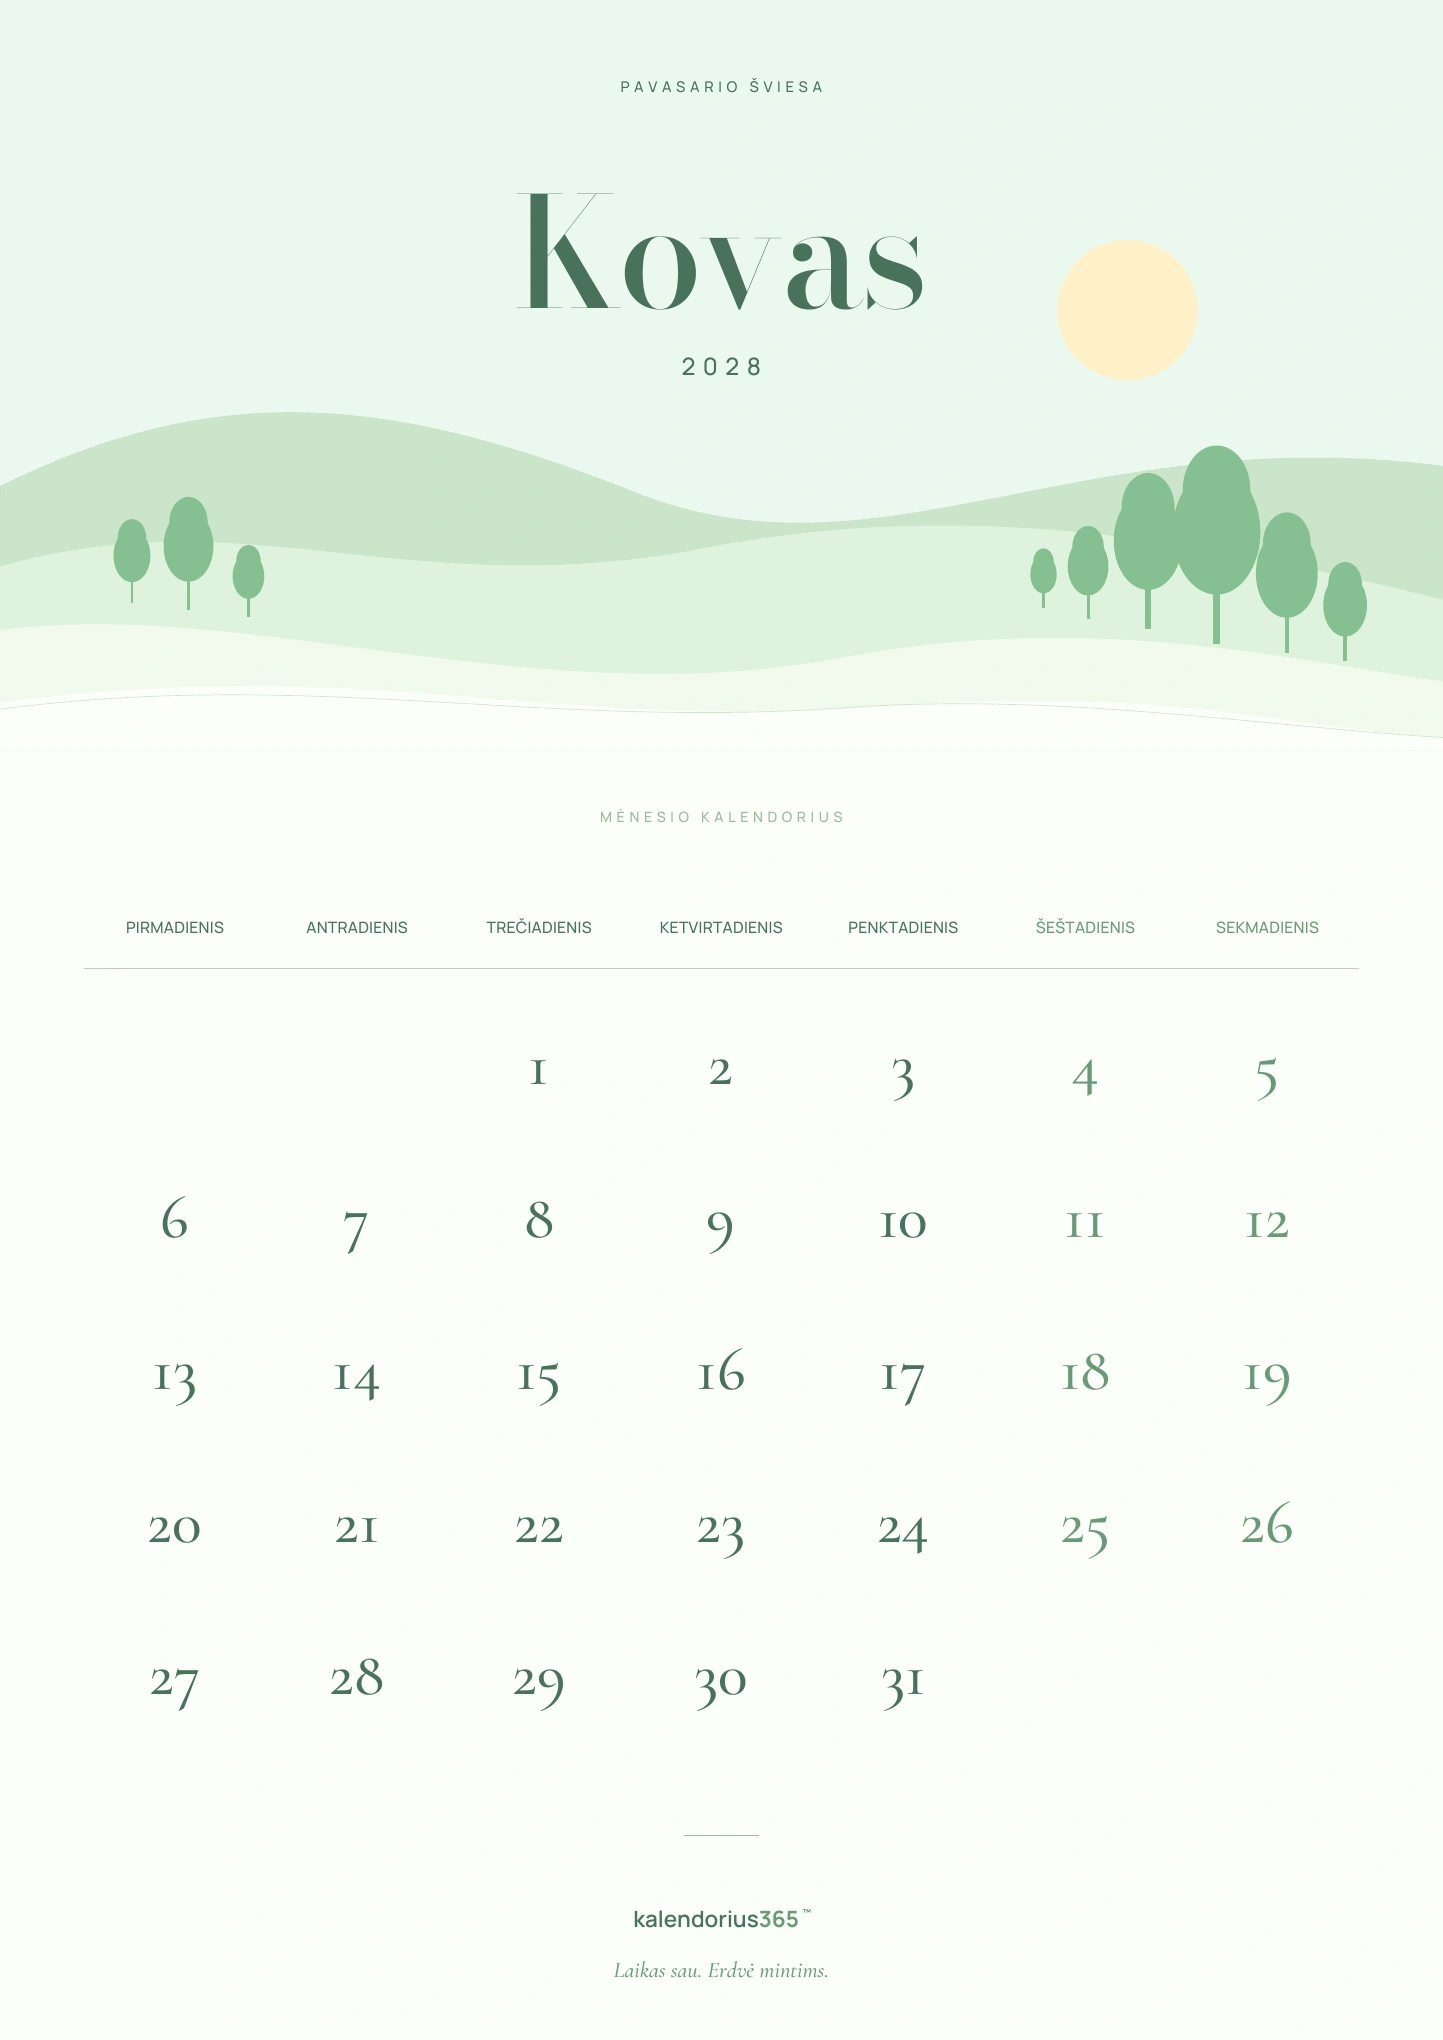 PAVASARIO ŠVIESA
Kovas
2028
MĖNESIO KALENDORIUS
PIRMADIENIS ANTRADIENIS TREČIADIENIS KETVIRTADIENIS PENKTADIENIS ŠEŠTADIENIS SEKMADIENIS
1 2 3 4 5
6 7 8 9 10 11 12
13 14 15 16 17 18 19
20 21 22 23 24 25 26
27 28 29 30 31
kalendorius365™
Laikas sau. Erdvė mintims.